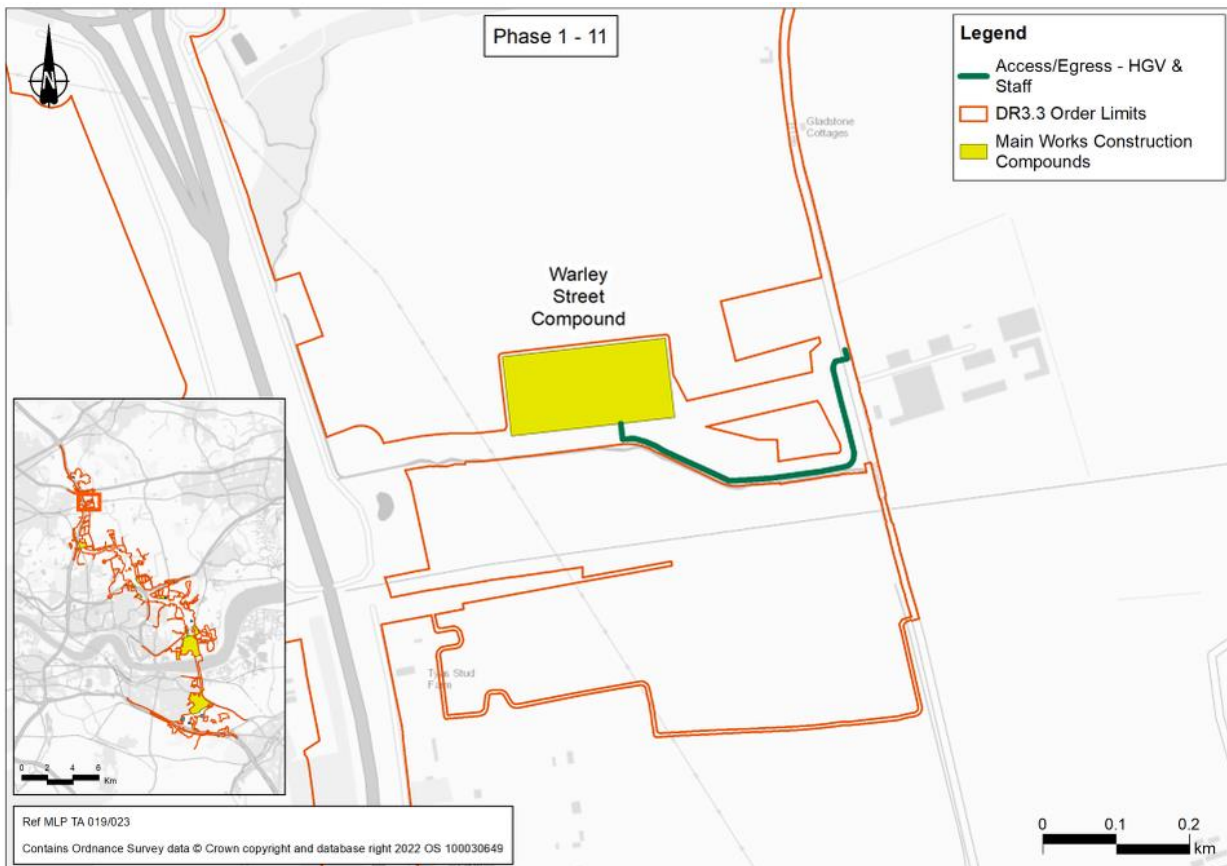 Phase 1 - 11
N
Legend
Access/Egress - HGV &
Staff
DR3.3 Order Limits
Main Works Construction
Compounds
Gladstone
Cottages
Warley
Street
Compound
Stud
0 2 4 6
Km
Ref MLP TA 019/023
Contains Ordnance Survey data © Crown copyright and database right 2022 OS 100030649
0 0.1 0.2
km